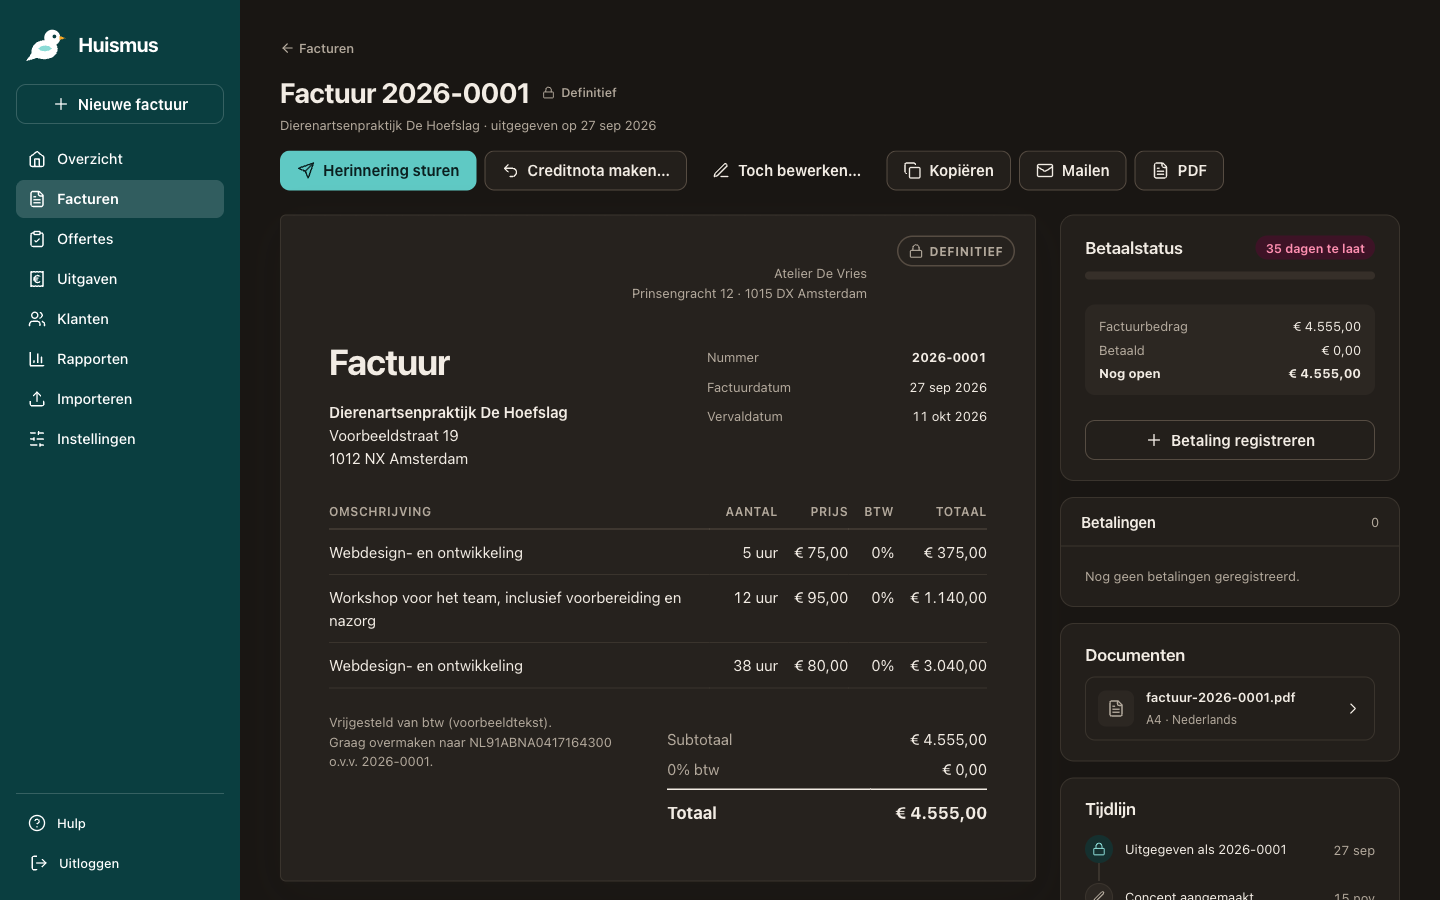 Huismus
Nieuwe factuur
Overzicht
Facturen
Offertes
Uitgaven
Klanten
Rapporten
Importeren
Instellingen
Hulp
Uitloggen
Facturen
Factuur 2026-0001
Definitief
Dierenartsenpraktijk De Hoefslag · uitgegeven op 27 sep 2026
Herinnering sturen
Creditnota maken...
Toch bewerken...
Kopiëren
Mailen
PDF
DEFINITIEF
Atelier De Vries
Prinsengracht 12 · 1015 DX Amsterdam
Factuur
Nummer 2026-0001
Factuurdatum 27 sep 2026
Vervaldatum 11 okt 2026
Dierenartsenpraktijk De Hoefslag
Voorbeeldstraat 19
1012 NX Amsterdam
OMSCHRIJVING AANTAL PRIJS BTW TOTAAL
Webdesign- en ontwikkeling 5 uur € 75,00 0% € 375,00
Workshop voor het team, inclusief voorbereiding en 12 uur € 95,00 0% € 1.140,00
nazorg
Webdesign- en ontwikkeling 38 uur € 80,00 0% € 3.040,00
Vrijgesteld van btw (voorbeeldtekst).
Graag overmaken naar NL91ABNA0417164300
o.v.v. 2026-0001.
Subtotaal € 4.555,00
0% btw € 0,00
Totaal € 4.555,00
Betaalstatus
35 dagen te laat
Factuurbedrag € 4.555,00
Betaald € 0,00
Nog open € 4.555,00
Betaling registreren
Betalingen 0
Nog geen betalingen geregistreerd.
Documenten
factuur-2026-0001.pdf
A4 · Nederlands
Tijdlijn
Uitgegeven als 2026-0001 27 sep
Concept aangemaakt 15 nov